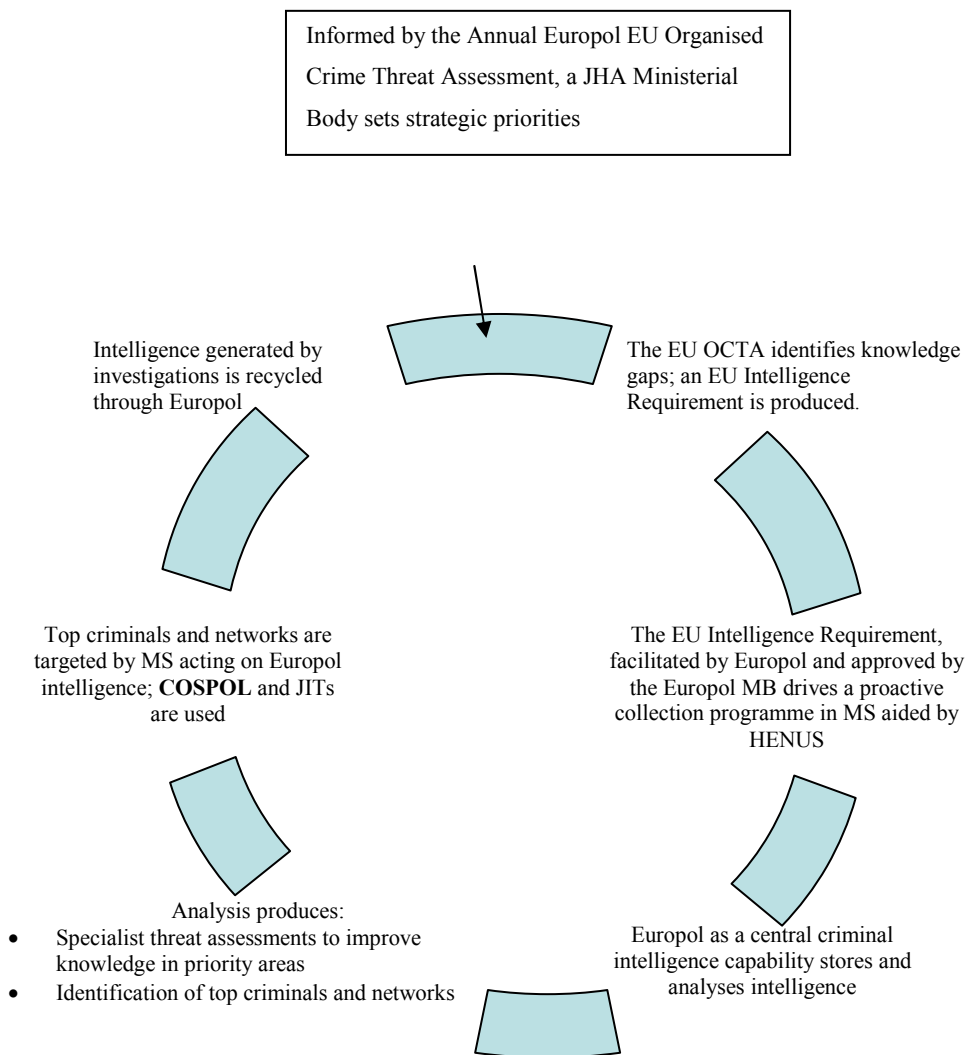 Informed by the Annual Europol EU Organised
Crime Threat Assessment, a JHA Ministerial
Body sets strategic priorities
The EU OCTA identifies knowledge
gaps; an EU Intelligence
Requirement is produced.
The EU Intelligence Requirement,
facilitated by Europol and approved by
the Europol MB drives a proactive
collection programme in MS aided by
HENUS
Europol as a central criminal
intelligence capability stores and
analyses intelligence
Analysis produces:
• Specialist threat assessments to improve
knowledge in priority areas
• Identification of top criminals and networks
Top criminals and networks are
targeted by MS acting on Europol
intelligence; COSPOL and JITs
are used
Intelligence generated by
investigations is recycled
through Europol